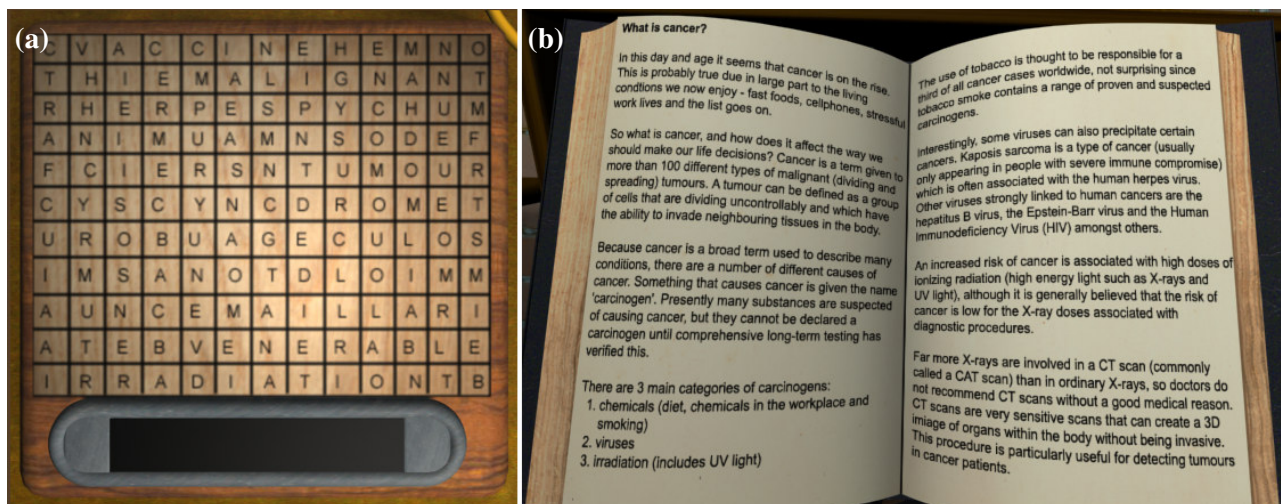 (a)
C V A C C I N E H E M N O
T H I E M A L I G N A N T
R H E R P E S P Y C H U M
A N I M U A M N S O D E F
F C I E R S N T U M O U R
C Y S C Y N C D R O M E T
U R O B U A G E C U L O S
I M S A N O T D L O I M M
A U N C E M A I L L A R I
A T E B V E N E R A B L E
I R R A D I A T I O N T B
(b)
What is cancer?
In this day and age it seems that cancer is on the rise.
This is probably true due in large part to the living
condtions we now enjoy - fast foods, cellphones, stressful
work lives and the list goes on.
So what is cancer, and how does it affect the way we
should make our life decisions? Cancer is a term given to
more than 100 different types of malignant (dividing and
spreading) tumours. A tumour can be defined as a group
of cells that are dividing uncontrollably and which have
the ability to invade neighbouring tissues in the body.
Because cancer is a broad term used to describe many
conditions, there are a number of different causes of
cancer. Something that causes cancer is given the name
'carcinogen'. Presently many substances are suspected
of causing cancer, but they cannot be declared a
carcinogen until comprehensive long-term testing has
verified this.
There are 3 main categories of carcinogens:
1. chemicals (diet, chemicals in the workplace and
smoking)
2. viruses
3. irradiation (includes UV light)
The use of tobacco is thought to be responsible for a
third of all cancer cases worldwide, not surprising since
tobacco smoke contains a range of proven and suspected
carcinogens.
Interestingly, some viruses can also precipitate certain
cancers. Kaposis sarcoma is a type of cancer (usually
only appearing in people with severe immune compromise)
which is often associated with the human herpes virus.
Other viruses strongly linked to human cancers are the
hepatitus B virus, the Epstein-Barr virus and the Human
Immunodeficiency Virus (HIV) amongst others.
An increased risk of cancer is associated with high doses of
ionizing radiation (high energy light such as X-rays and
UV light), although it is generally believed that the risk of
cancer is low for the X-ray doses associated with
diagnostic procedures.
Far more X-rays are involved in a CT scan (commonly
called a CAT scan) than in ordinary X-rays, so doctors do
not recommend CT scans without a good medical reason.
CT scans are very sensitive scans that can create a 3D
imiage of organs within the body without being invasive.
This procedure is particularly useful for detecting tumours
in cancer patients.